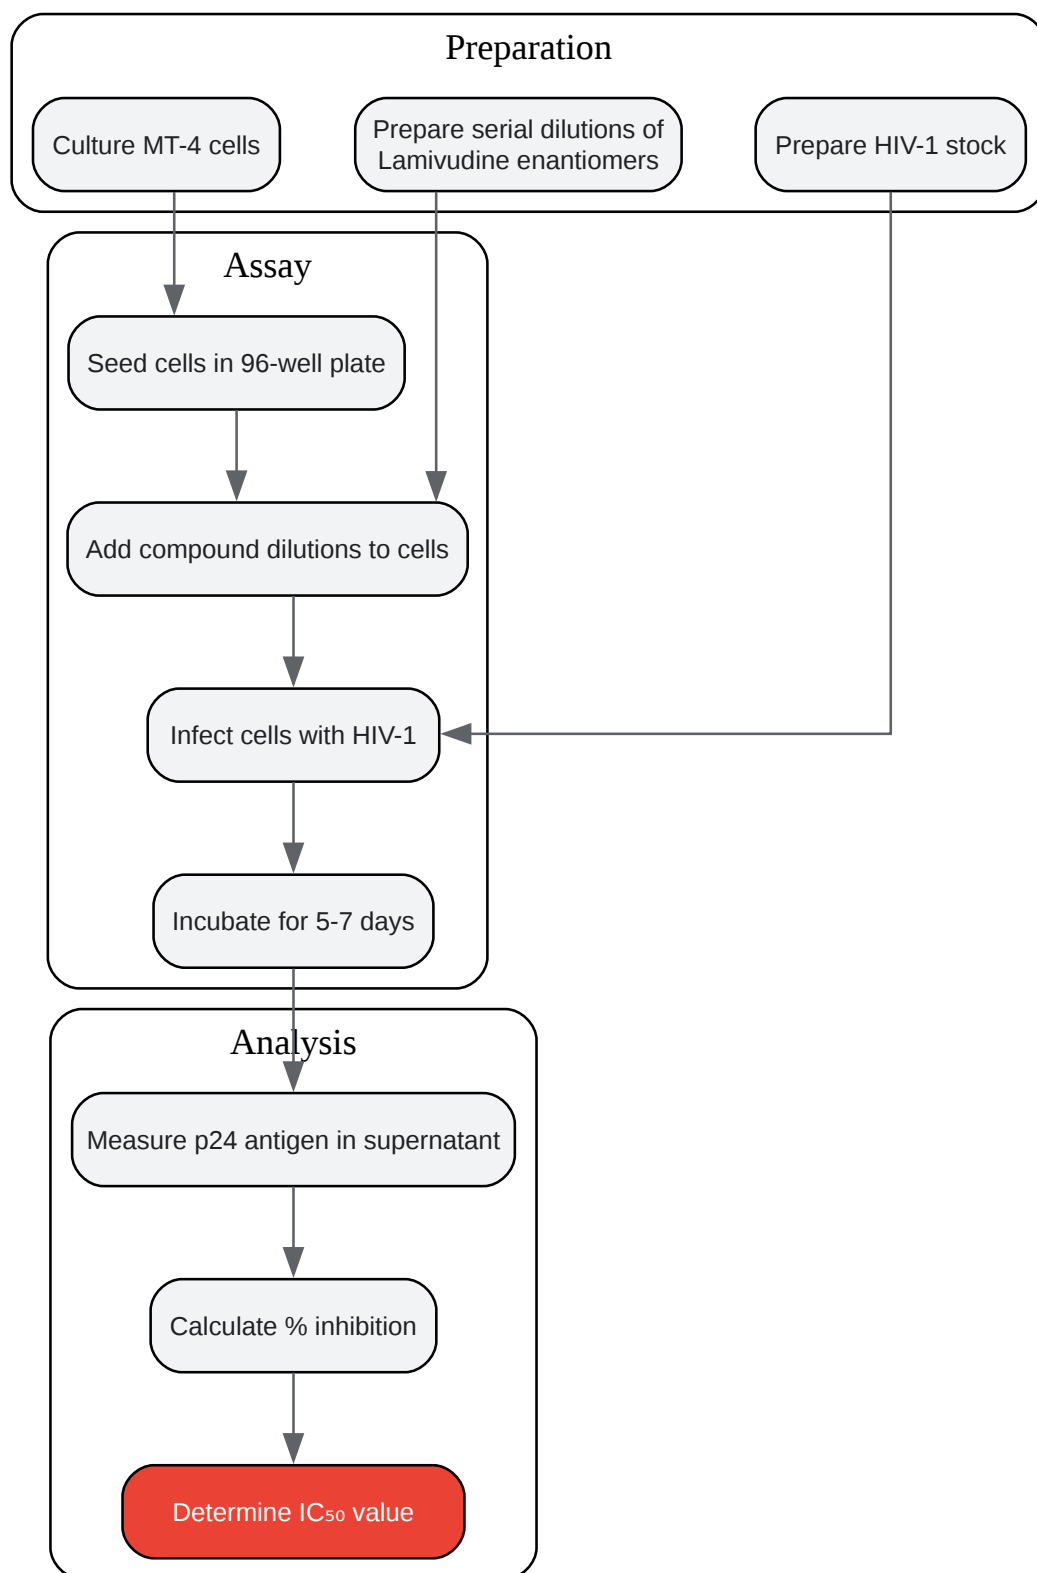 Preparation
Culture MT-4 cells
Prepare serial dilutions of
Lamivudine enantiomers
Prepare HIV-1 stock
Assay
Seed cells in 96-well plate
Add compound dilutions to cells
Infect cells with HIV-1
Incubate for 5-7 days
Analysis
Measure p24 antigen in supernatant
Calculate % inhibition
Determine IC₅₀ value